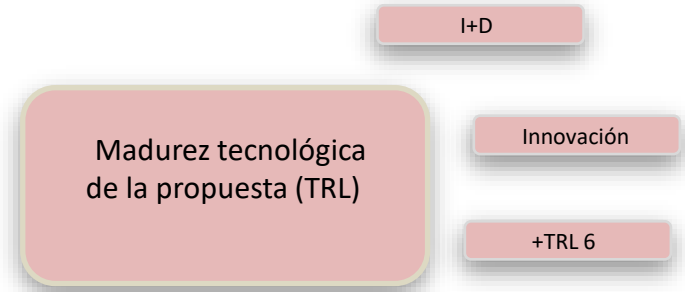 I+D
Madurez tecnológica
de la propuesta (TRL)
Innovación
+TRL 6